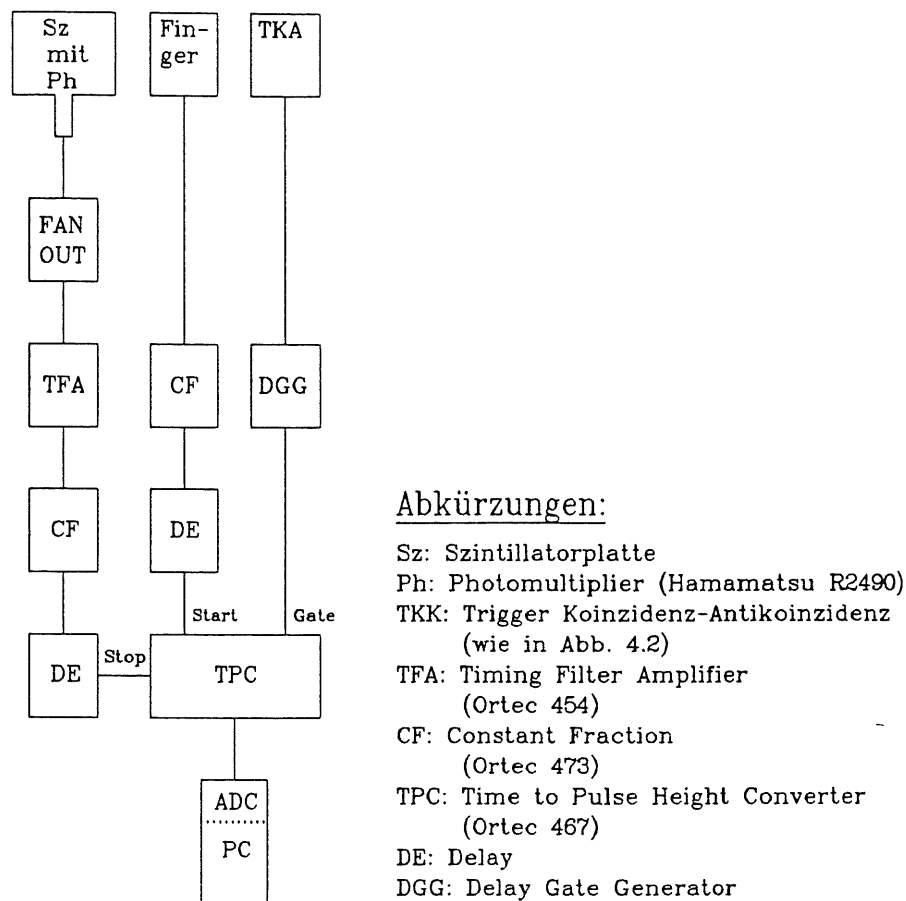 Sz
mit
Ph
Fin-
ger
TKA
FAN
OUT
TFA
CF
DGG
CF
DE
Start
Gate
Stop
DE
TPC
ADC
PC
Abkürzungen:
Sz: Szintillatorplatte
Ph: Photomultiplier (Hamamatsu R2490)
TKK: Trigger Koinzidenz-Antikoinzidenz
(wie in Abb. 4.2)
TFA: Timing Filter Amplifier
(Ortec 454)
CF: Constant Fraction
(Ortec 473)
TPC: Time to Pulse Height Converter
(Ortec 467)
DE: Delay
DGG: Delay Gate Generator